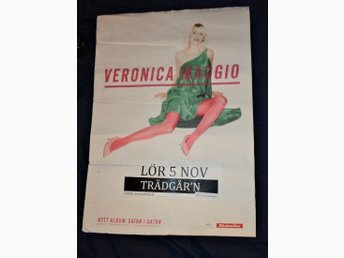 VERONICA MAGGIO
LÖR 5 NOV
TRÄDGÅR'N
NYTT ALBUM: SATAN I GATAN